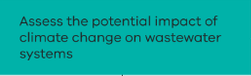 Assess the potential impact of
climate change on wastewater
systems